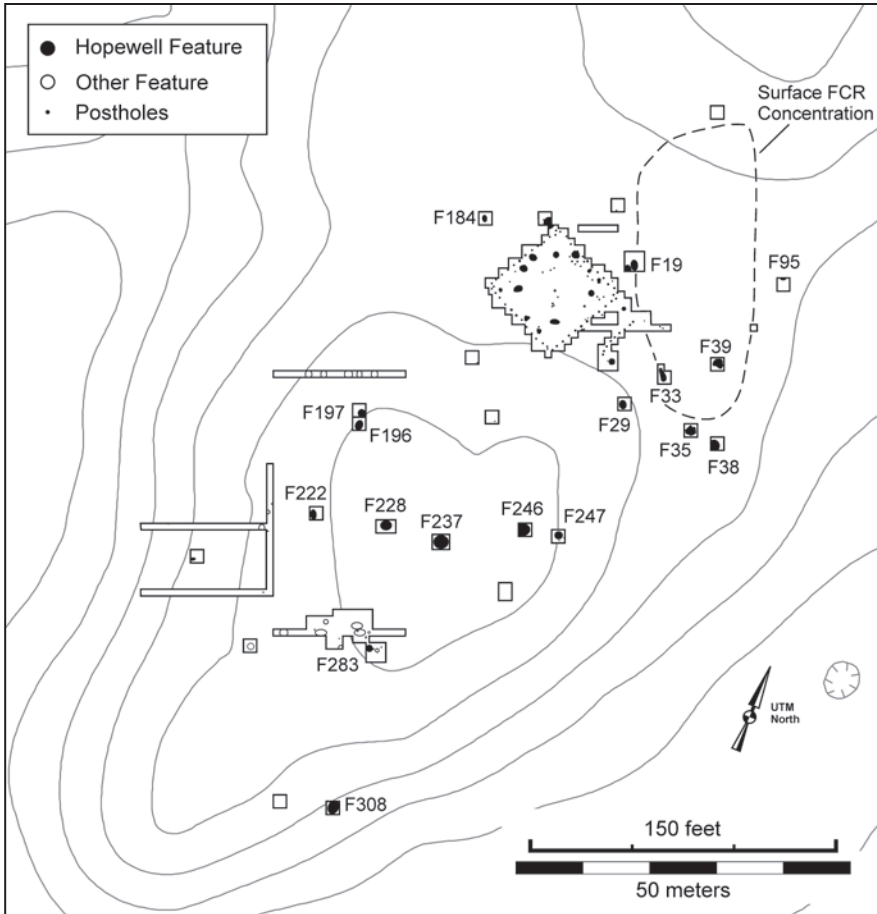 Hopewell Feature
Other Feature
Postholes
Surface FCR
Concentration
F184
F19
F95
F39
F33
F29
F197
F196
F35
F38
F222
F228
F237
F246
F247
F283
UTM
North
F308
150 feet
50 meters